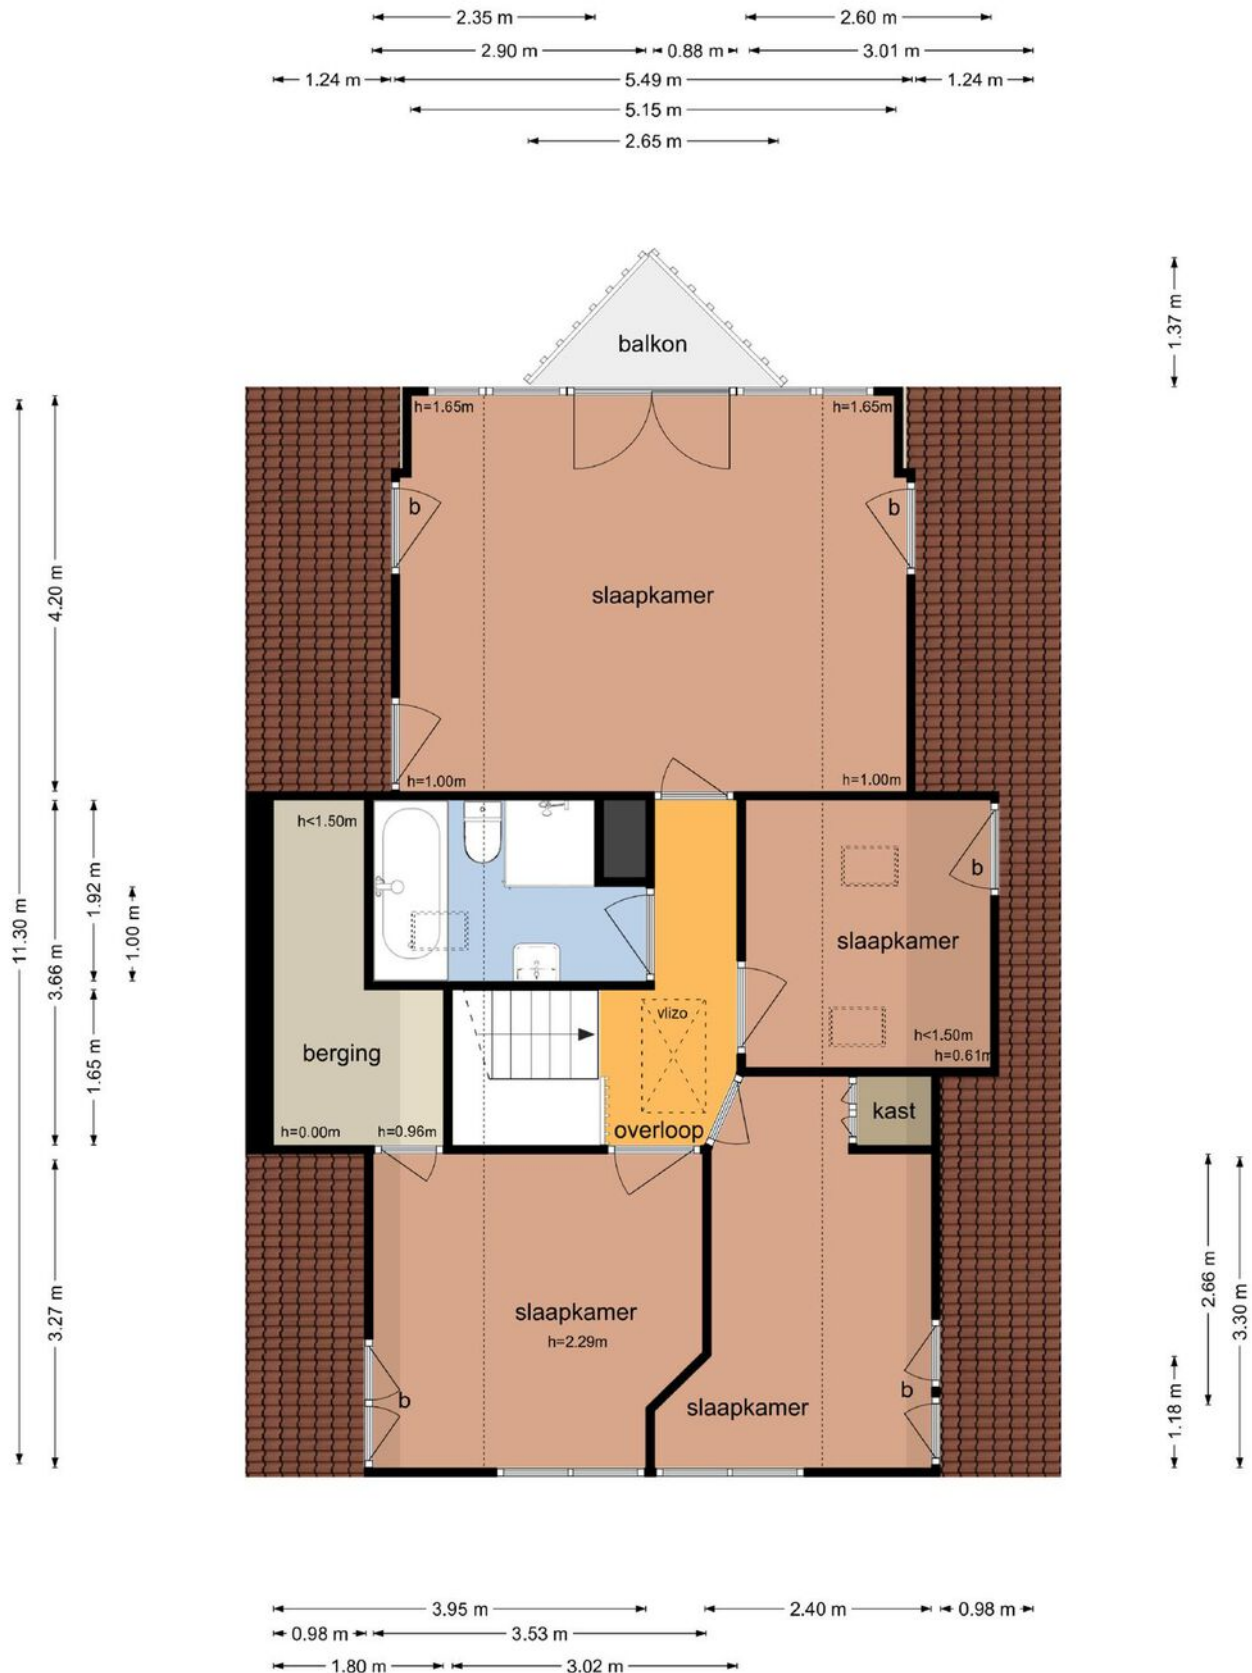 2.35 m 2.60 m
2.90 m 0.88 m 3.01 m
1.24 m 5.49 m 1.24 m
5.15 m
2.65 m
1.37 m
balkon
h=1.65m h=1.65m
b b
4.20 m
slaapkamer
h=1.00m h=1.00m
h<1.50m
b
1.92 m
1.00 m
11.30 m
3.66 m
slaapkamer
vlizo
h<1.50m
h=0.61m
berging
1.65 m
kast
h=0.00m h=0.96m overloop
2.66 m
3.30 m
3.27 m
slaapkamer
h=2.29m
b b
slaapkamer
1.18 m
3.95 m 2.40 m 0.98 m
0.98 m 3.53 m
1.80 m 3.02 m